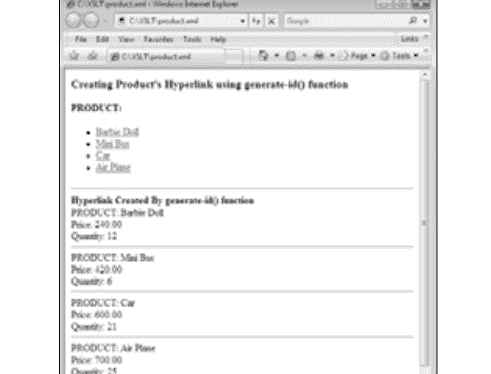 C:\XSLT\product.xml - Windows Internet Explorer
C:\XSLT\product.xml
Google
File Edit View Favorites Tools Help
Links
C:\XSLT\product.xml
Page
Tools
Creating Product's Hyperlink using generate-id() function
PRODUCT:
Barbie Doll
Mini Bus
Car
Air Plane
Hyperlink Created By generate-id() function
PRODUCT: Barbie Doll
Price: 240.00
Quantity: 12
PRODUCT: Mini Bus
Price: 420.00
Quantity: 6
PRODUCT: Car
Price: 600.00
Quantity: 21
PRODUCT: Air Plane
Price: 700.00
Quantity: 25